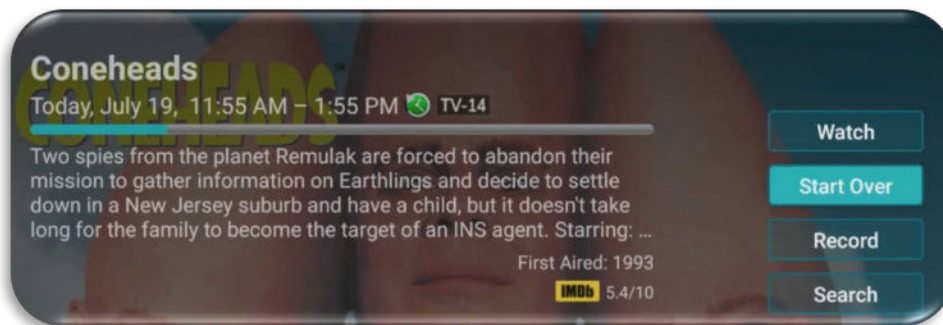 Coneheads
CONEHEADS
Today, July 19, 11:55 AM – 1:55 PM TV-14
Two spies from the planet Remulak are forced to abandon their
mission to gather information on Earthlings and decide to settle
down in a New Jersey suburb and have a child, but it doesn't take
long for the family to become the target of an INS agent. Starring: ...
First Aired: 1993
IMDb 5.4/10
Watch
Start Over
Record
Search